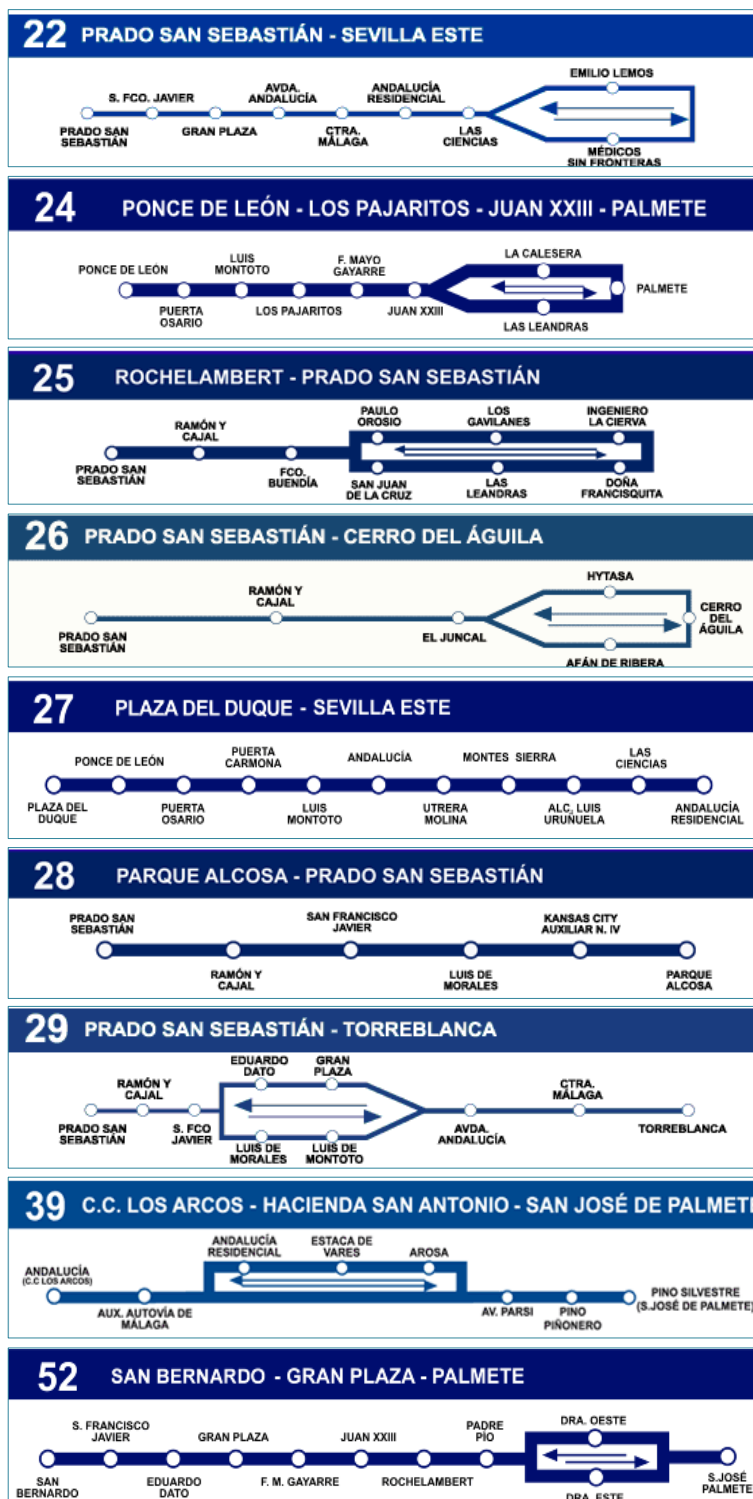 22 PRADO SAN SEBASTIÁN - SEVILLA ESTE
EMILIO LEMOS
S. FCO. JAVIER
AVDA.
ANDALUCÍA
ANDALUCÍA
RESIDENCIAL
PRADO SAN
SEBASTIÁN
GRAN PLAZA
CTRA.
MÁLAGA
LAS
CIENCIAS
MÉDICOS
SIN FRONTERAS
24 PONCE DE LEÓN - LOS PAJARITOS - JUAN XXIII - PALMETE
PONCE DE LEÓN
LUIS
MONTOTO
F. MAYO
GAYARRE
LA CALESERA
PALMETE
PUERTA
OSARIO
LOS PAJARITOS
JUAN XXIII
LAS LEANDRAS
25 ROCHELAMBERT - PRADO SAN SEBASTIÁN
RAMÓN Y
CAJAL
PAULO
OROSIO
LOS
GAVILANES
INGENIERO
LA CIERVA
PRADO SAN
SEBASTIÁN
FCO.
BUENDÍA
SAN JUAN
DE LA CRUZ
LAS
LEANDRAS
DOÑA
FRANCISQUITA
26 PRADO SAN SEBASTIÁN - CERRO DEL ÁGUILA
RAMÓN Y
CAJAL
HYTASA
CERRO
DEL
ÁGUILA
PRADO SAN
SEBASTIÁN
EL JUNCAL
AFÁN DE RIBERA
27 PLAZA DEL DUQUE - SEVILLA ESTE
PONCE DE LEÓN
PUERTA
CARMONA
ANDALUCÍA
MONTES SIERRA
LAS
CIENCIAS
PLAZA DEL
DUQUE
PUERTA
OSARIO
LUIS
MONTOTO
UTRERA
MOLINA
ALC, LUIS
URUÑUELA
ANDALUCÍA
RESIDENCIAL
28 PARQUE ALCOSA - PRADO SAN SEBASTIÁN
PRADO SAN
SEBASTIÁN
SAN FRANCISCO
JAVIER
KANSAS CITY
AUXILIAR N. IV
RAMÓN Y
CAJAL
LUIS DE
MORALES
PARQUE
ALCOSA
29 PRADO SAN SEBASTIÁN - TORREBLANCA
RAMÓN Y
CAJAL
EDUARDO
DATO
GRAN
PLAZA
CTRA.
MÁLAGA
PRADO SAN
SEBASTIÁN
S. FCO
JAVIER
LUIS DE
MORALES
LUIS DE
MONTOTO
AVDA.
ANDALUCÍA
TORREBLANCA
39 C.C. LOS ARCOS - HACIENDA SAN ANTONIO - SAN JOSÉ DE PALMETE
ANDALUCÍA
(C.C LOS ARCOS)
ANDALUCÍA
RESIDENCIAL
ESTACA DE
VARES
AROSA
PINO SILVESTRE
(S.JOSÉ DE PALMETE)
AUX. AUTOVÍA DE
MÁLAGA
AV. PARSI
PINO
PIÑONERO
52 SAN BERNARDO - GRAN PLAZA - PALMETE
S. FRANCISCO
JAVIER
GRAN PLAZA
JUAN XXIII
PADRE
PÍO
DRA. OESTE
SAN
BERNARDO
EDUARDO
DATO
F. M. GAYARRE
ROCHELAMBERT
DRA. ESTE
S.JOSÉ
PALMETE